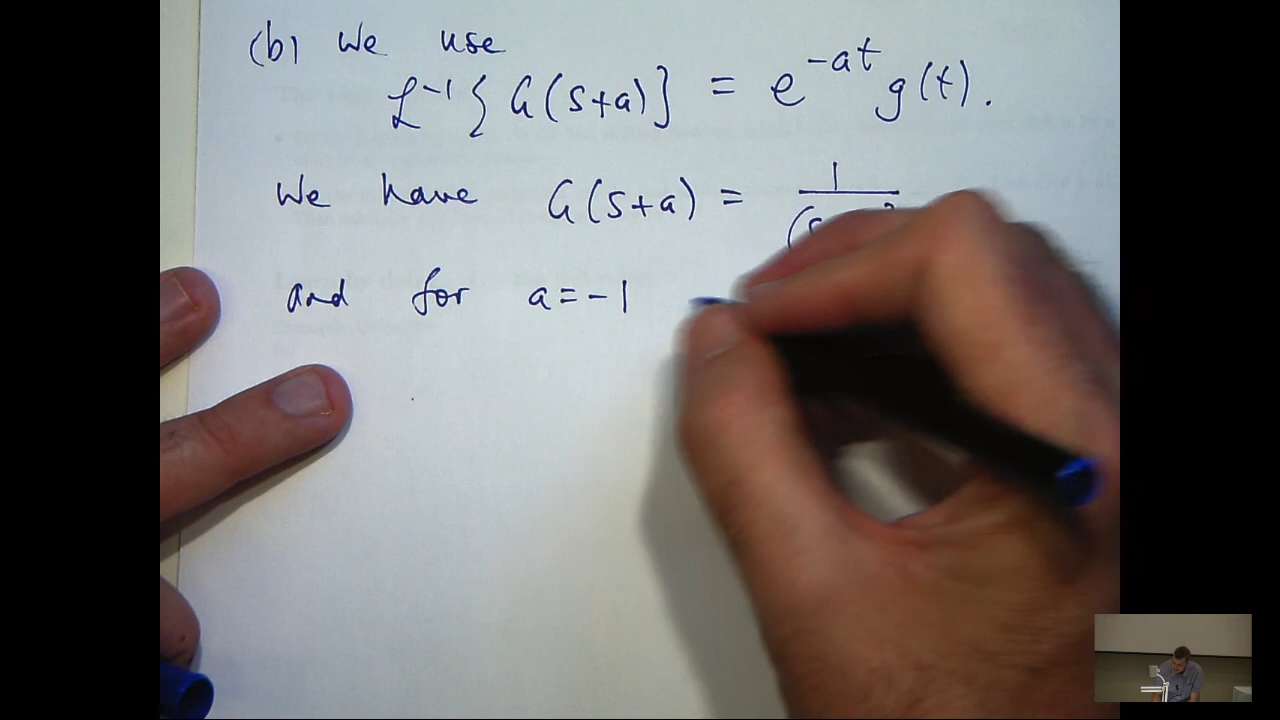 (b) We use
ℒ⁻¹{G(s+a)} = e^{-at} g(t).
We have G(s+a) = 1/(s
and for a=-1